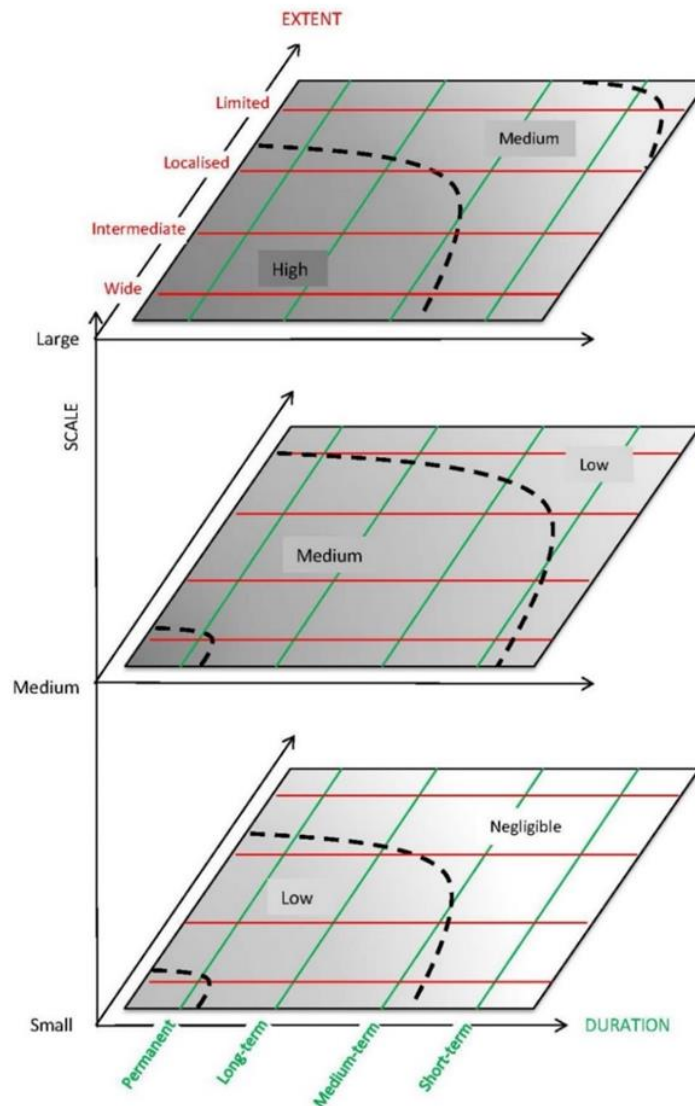 EXTENT
Limited
Medium
Localised
Intermediate
High
Wide
Large
SCALE
Low
Medium
Medium
Negligible
Low
Small
Permanent
Long-term
Medium-term
Short-term
DURATION